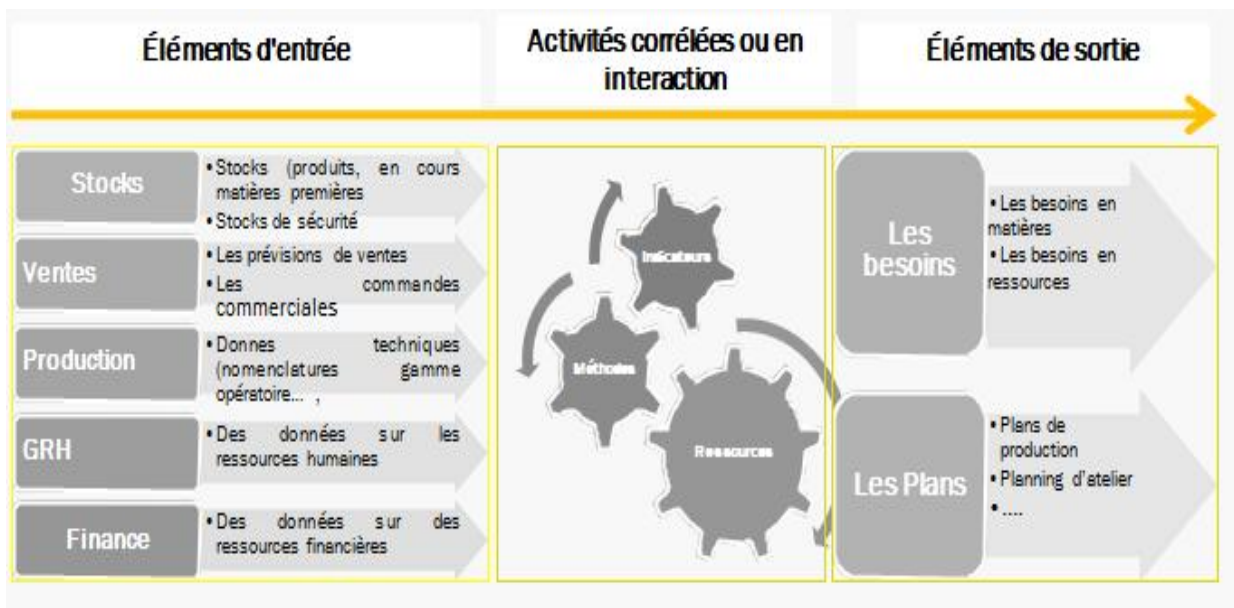 Éléments d'entrée
Activités corrélées ou en
interaction
Éléments de sortie
Stocks
•Stocks (produits, en cours
matières premières
•Stocks de sécurité
Ventes
•Les prévisions de ventes
•Les commandes
commerciales
Production
•Donnes techniques
(nomenclatures gamme
opératoire... ,
GRH
•Des données sur les
ressources humaines
Finance
•Des données sur des
ressources financières
Indicateurs
Méthodes
Ressources
Les
besoins
•Les besoins en
matières
•Les besoins en
ressources
Les Plans
•Plans de
production
•Planning d'atelier
•....